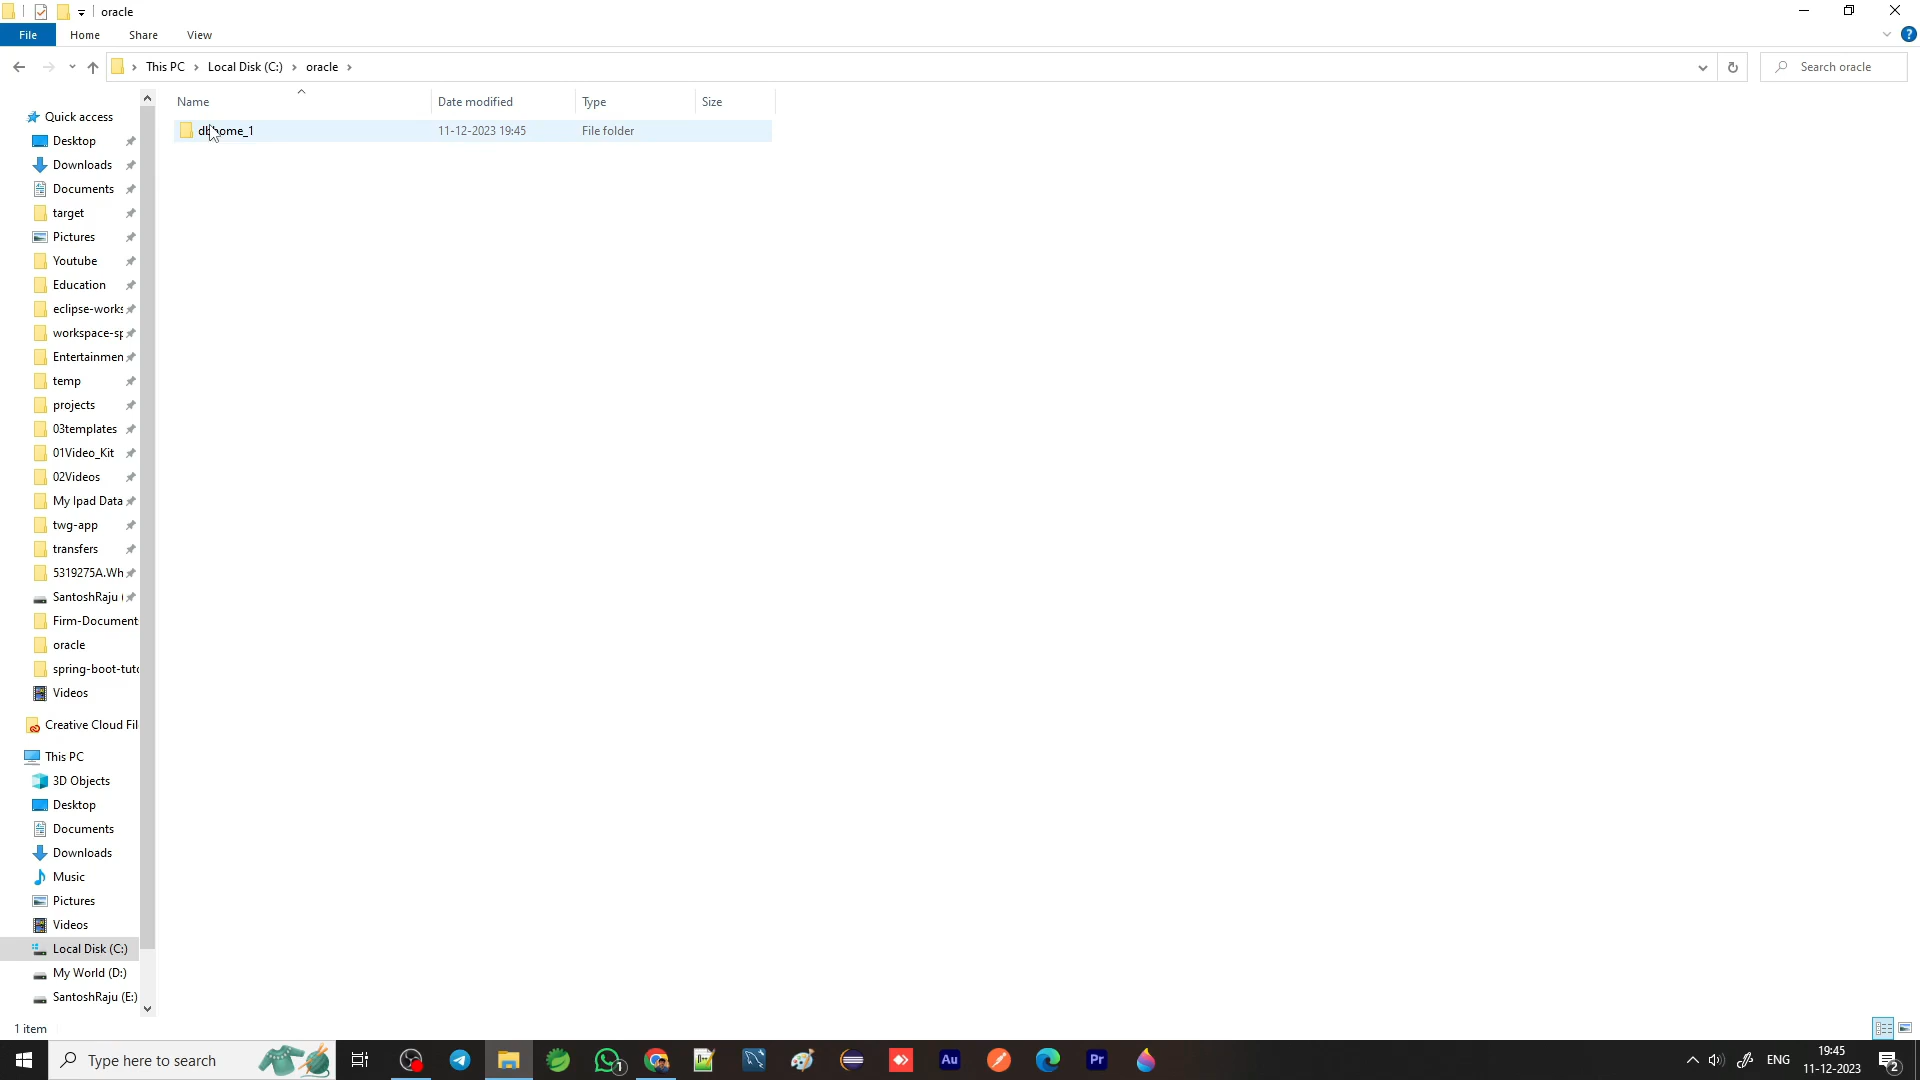 oracle
File Home Share View
This PC Local Disk (C:) oracle
Search oracle
Name Date modified Type Size
dbhome_1 11-12-2023 19:45 File folder
Quick access
Desktop
Downloads
Documents
target
Pictures
Youtube
Education
eclipse-works
workspace-sp
Entertainmen
temp
projects
03templates
01Video_Kit
02Videos
My Ipad Data
twg-app
transfers
5319275A.Wh
SantoshRaju (
Firm-Document
oracle
spring-boot-tuto
Videos
Creative Cloud Fil
This PC
3D Objects
Desktop
Documents
Downloads
Music
Pictures
Videos
Local Disk (C:)
My World (D:)
SantoshRaju (E:)
1 item
Type here to search
1
Au
Pr
ENG
19:45
11-12-2023
2